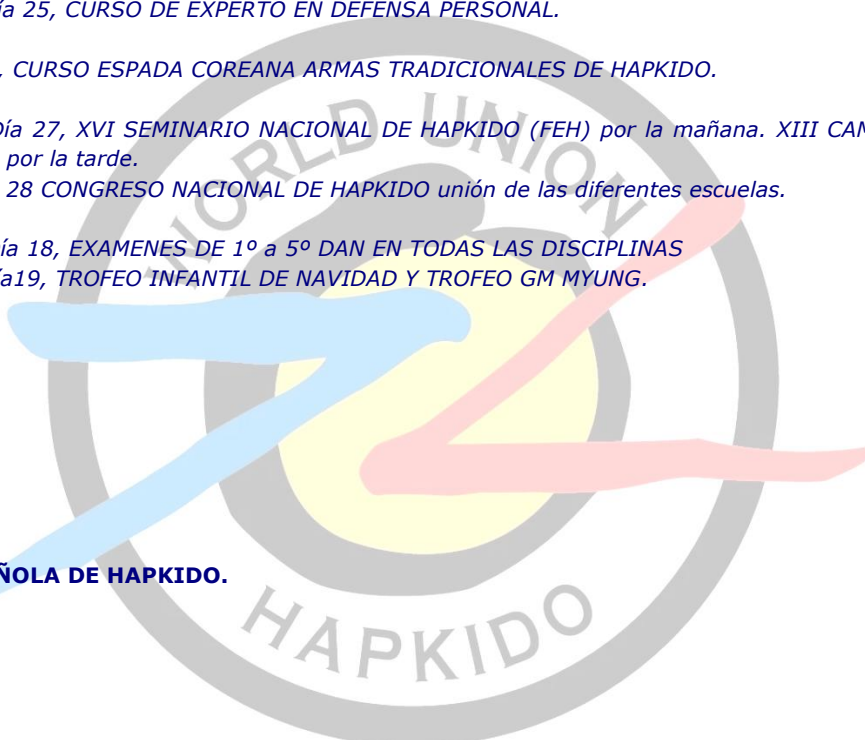 ía 25, CURSO DE EXPERTO EN DEFENSA PERSONAL.
, CURSO ESPADA COREANA ARMAS TRADICIONALES DE HAPKIDO.
Día 27, XVI SEMINARIO NACIONAL DE HAPKIDO (FEH) por la mañana. XIII CAM
por la tarde.
28 CONGRESO NACIONAL DE HAPKIDO unión de las diferentes escuelas.
ía 18, EXAMENES DE 1º a 5º DAN EN TODAS LAS DISCIPLINAS
ía19, TROFEO INFANTIL DE NAVIDAD Y TROFEO GM MYUNG.
WORLD UNION
ÑOLA DE HAPKIDO.
HAPKIDO